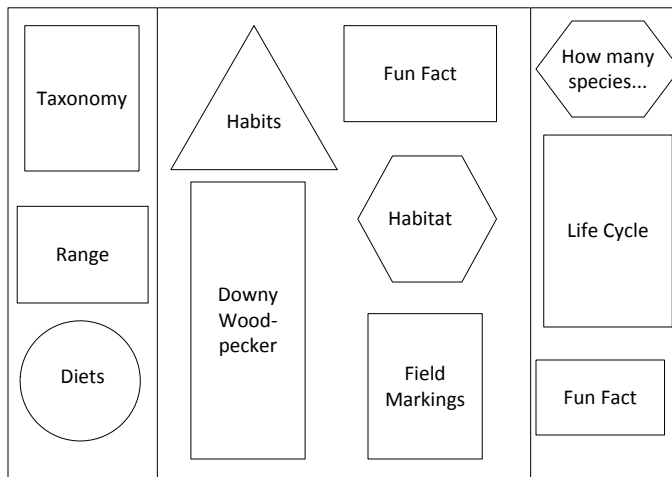 Taxonomy
Range
Diets
Habits
Downy
Wood-
pecker
Fun Fact
Habitat
Field
Markings
How many
species...
Life Cycle
Fun Fact